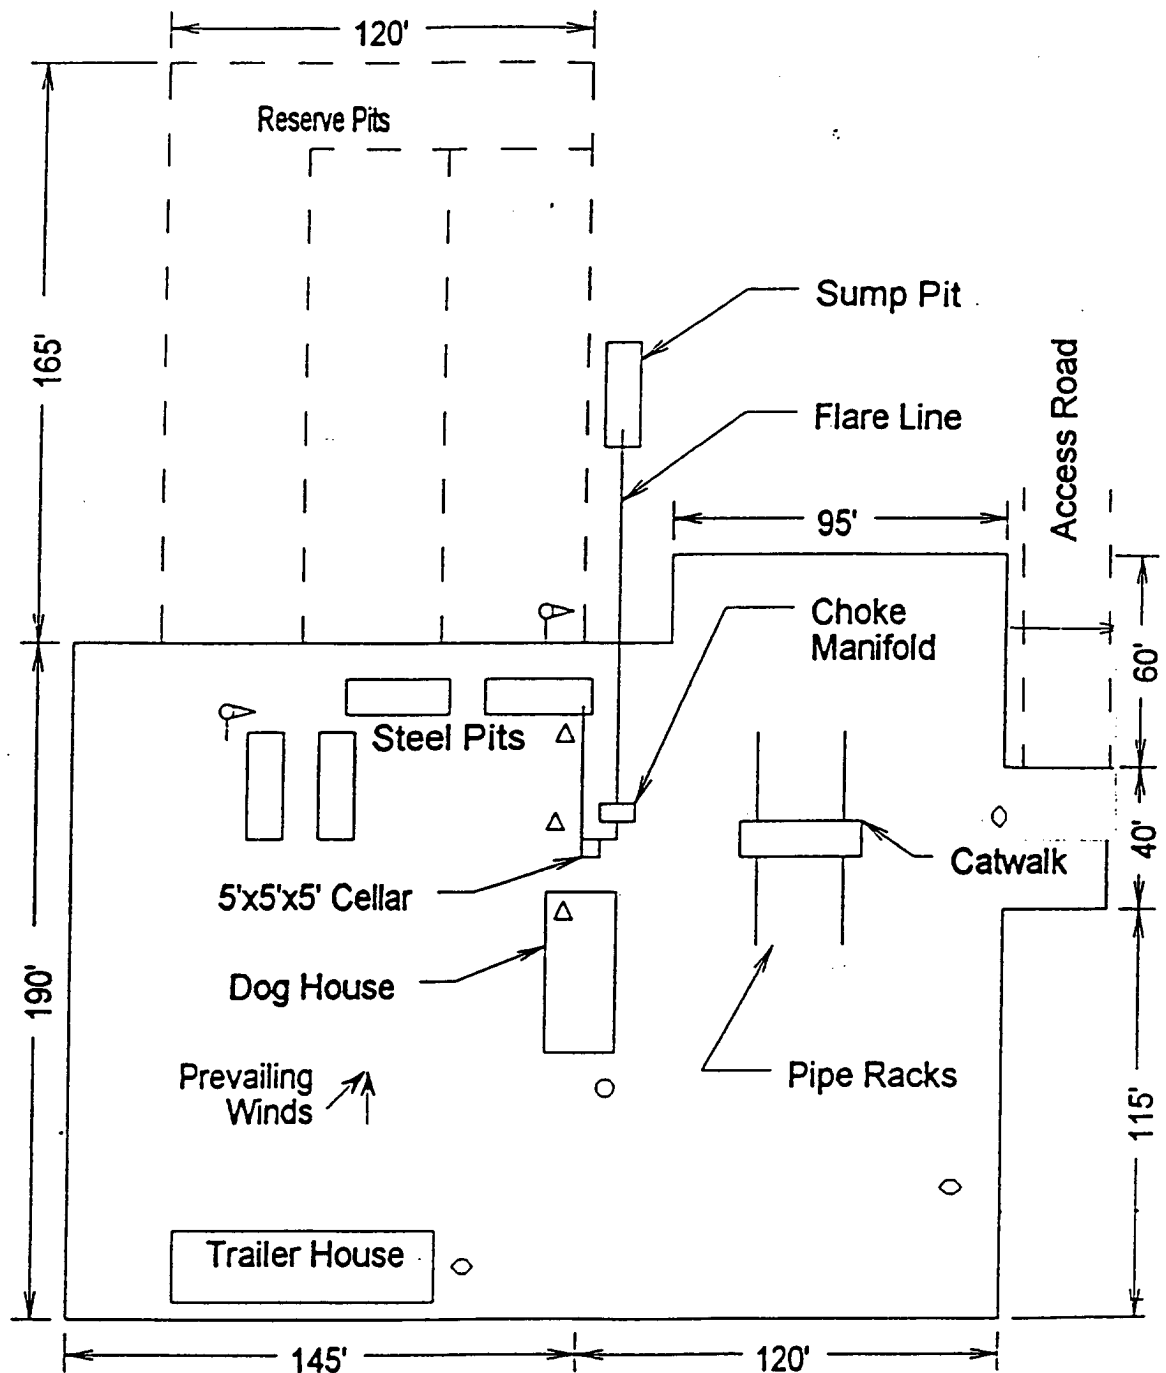 120'
Reserve Pits
Sump Pit
165'
Flare Line
Access Road
95'
Choke
Manifold
60'
Steel Pits
40'
5'x5'x5' Cellar
Catwalk
Dog House
190'
Prevailing
Winds
Pipe Racks
115'
Trailer House
145'
120'